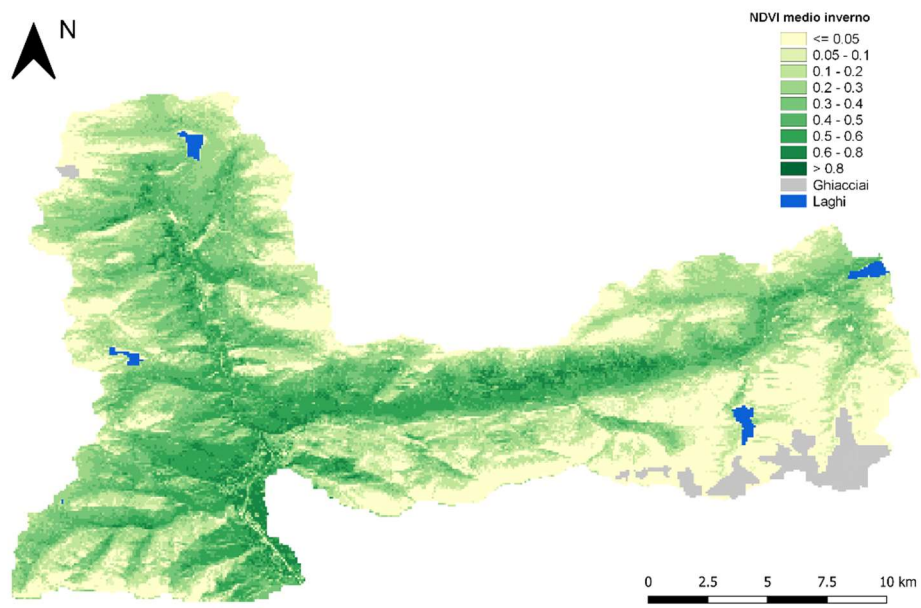 N
NDVI medio inverno
<= 0.05
0.05 - 0.1
0.1 - 0.2
0.2 - 0.3
0.3 - 0.4
0.4 - 0.5
0.5 - 0.6
0.6 - 0.8
> 0.8
Ghiacciai
Laghi
0 2.5 5 7.5 10 km